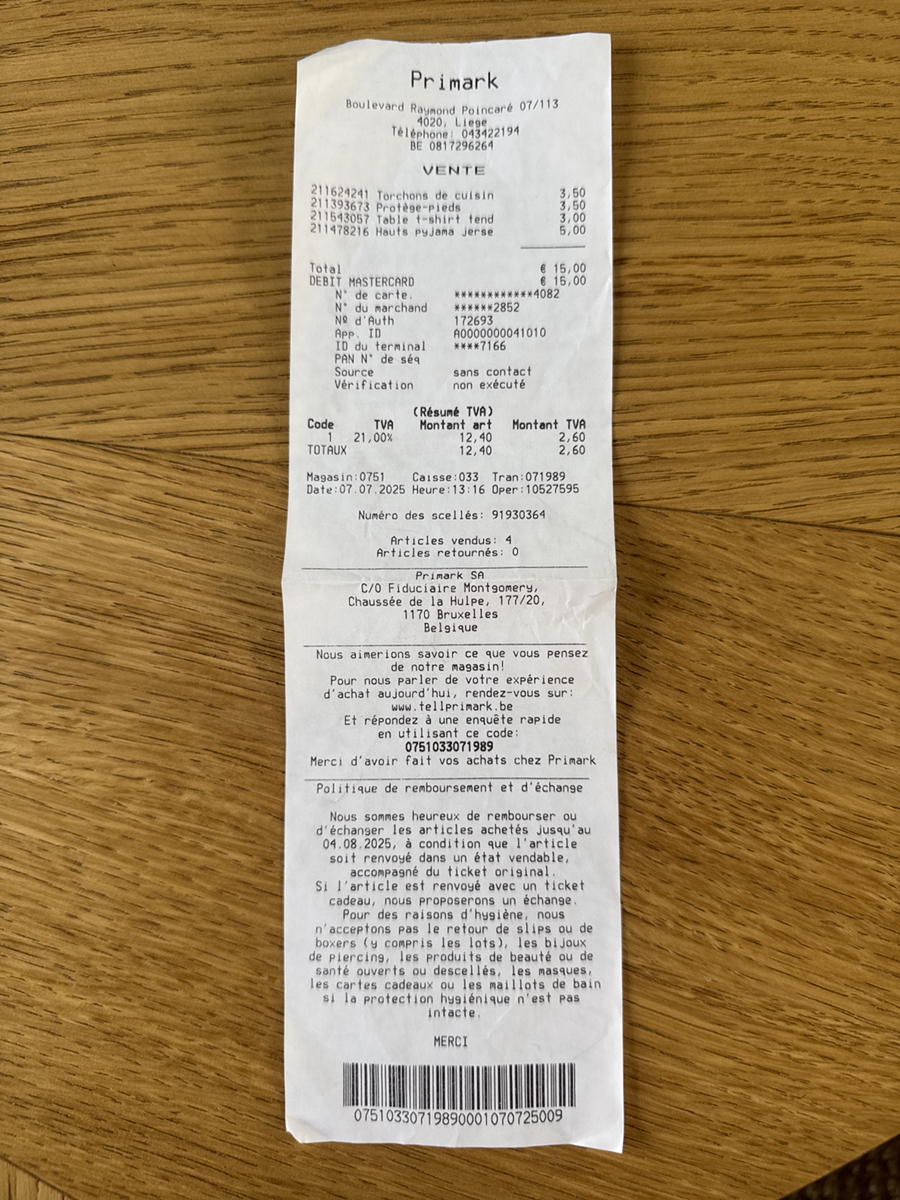 Primark
Boulevard Raymond Poincaré 07/113
4020, Liege
Téléphone: 043422194
BE 0817296264
VENTE
211624241 Torchons de cuisin 3,50
211393673 Protège-pieds 3,50
211543057 Table t-shirt tend 3,00
211478216 Hauts pyjama jerse 5,00
Total € 15,00
DEBIT MASTERCARD € 15,00
N° de carte. ************4082
N° du marchand ******2852
Nº d'Auth 172693
App. ID A0000000041010
ID du terminal ****7166
PAN N° de séq
Source sans contact
Vérification non exécuté
(Résumé TVA)
Code TVA Montant art Montant TVA
1 21,00% 12,40 2,60
TOTAUX 12,40 2,60
Magasin:0751 Caisse:033 Tran:071989
Date:07.07.2025 Heure:13:16 Oper:10527595
Numéro des scellés: 91930364
Articles vendus: 4
Articles retournés: 0
Primark SA
C/O Fiduciaire Montgomery,
Chaussée de la Hulpe, 177/20,
1170 Bruxelles
Belgique
Nous aimerions savoir ce que vous pensez
de notre magasin!
Pour nous parler de votre expérience
d'achat aujourd'hui, rendez-vous sur:
www.tellprimark.be
Et répondez à une enquête rapide
en utilisant ce code:
0751033071989
Merci d'avoir fait vos achats chez Primark
Politique de remboursement et d'échange
Nous sommes heureux de rembourser ou
d'échanger les articles achetés jusqu'au
04.08.2025, à condition que l'article
soit renvoyé dans un état vendable,
accompagné du ticket original.
Si l'article est renvoyé avec un ticket
cadeau, nous proposerons un échange.
Pour des raisons d'hygiène, nous
n'acceptons pas le retour de slips ou de
boxers (y compris les lots), les bijoux
de piercing, les produits de beauté ou de
santé ouverts ou descellés, les masques,
les cartes cadeaux ou les maillots de bain
si la protection hygiénique n'est pas
intacte.
MERCI
07510330719890001070725009